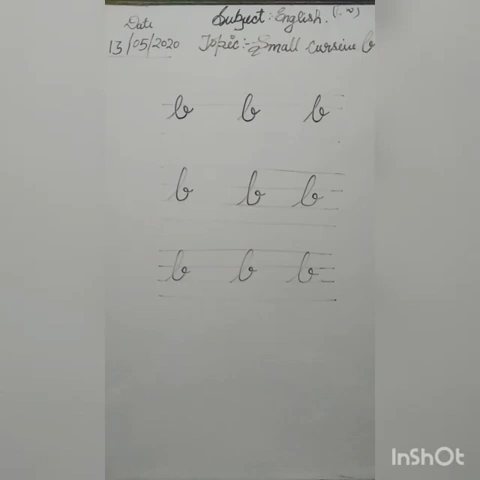 Date Subject:English.
13/05/2020 Topic:-Small cursive b
b b b
b b b
b b b
InShOt